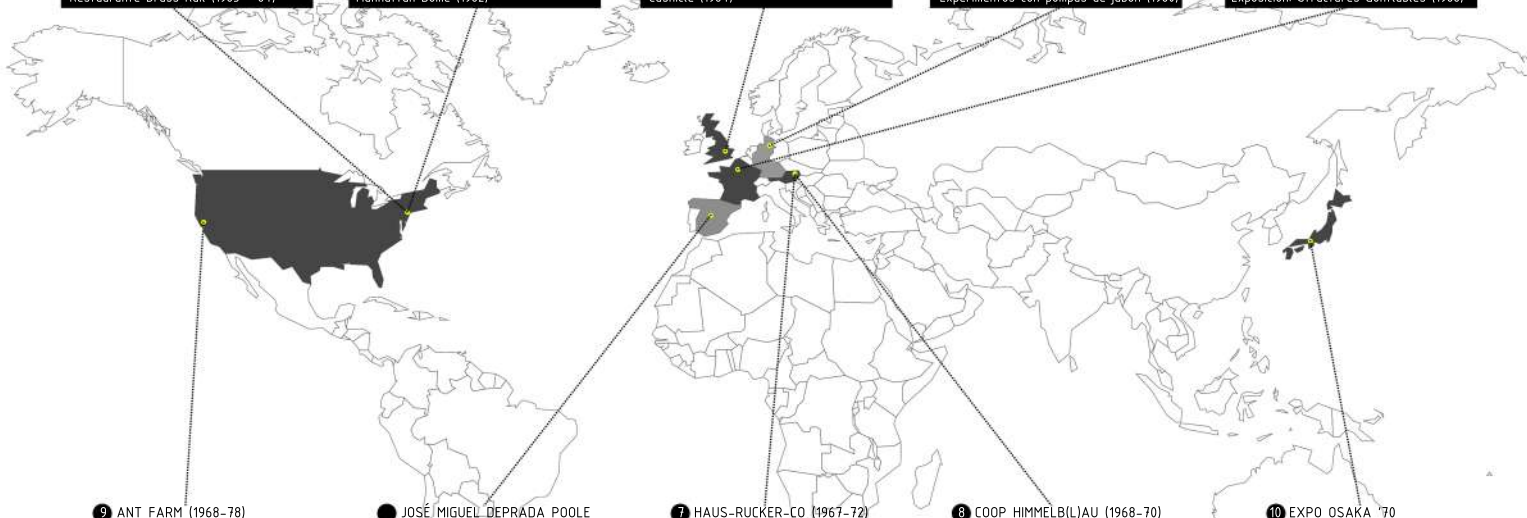 Restaurante Brass Rail (1963 - 64)
Manhattan Dome (1962)
Cushicle (1964)
Experimentos con pompas de jabón (1960)
Exposición Structures Gonflables (1968)
9 ANT FARM (1968-78)
JOSÉ MIGUEL DEPRADA POOLE
7 HAUS-RUCKER-CO (1967-72)
8 COOP HIMMELB(L)AU (1968-70)
10 EXPO OSAKA '70